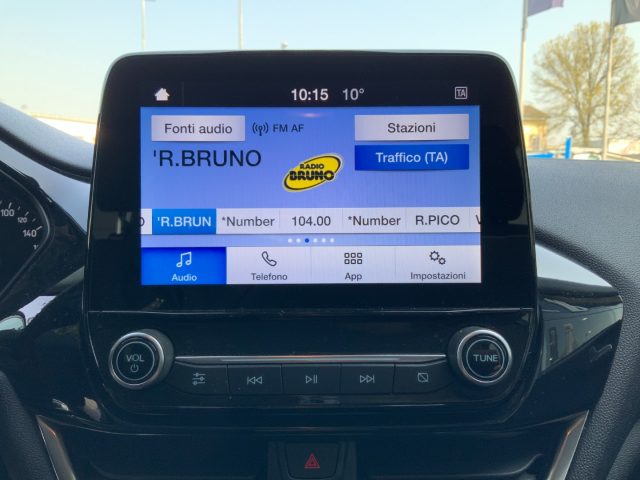 10:15 10° TA
Fonti audio FM AF Stazioni
'R.BRUNO RADIO BRUNO Traffico (TA)
'R.BRUN *Number 104.00 *Number R.PICO
Audio Telefono App Impostazioni
100
120
140
VOL TUNE